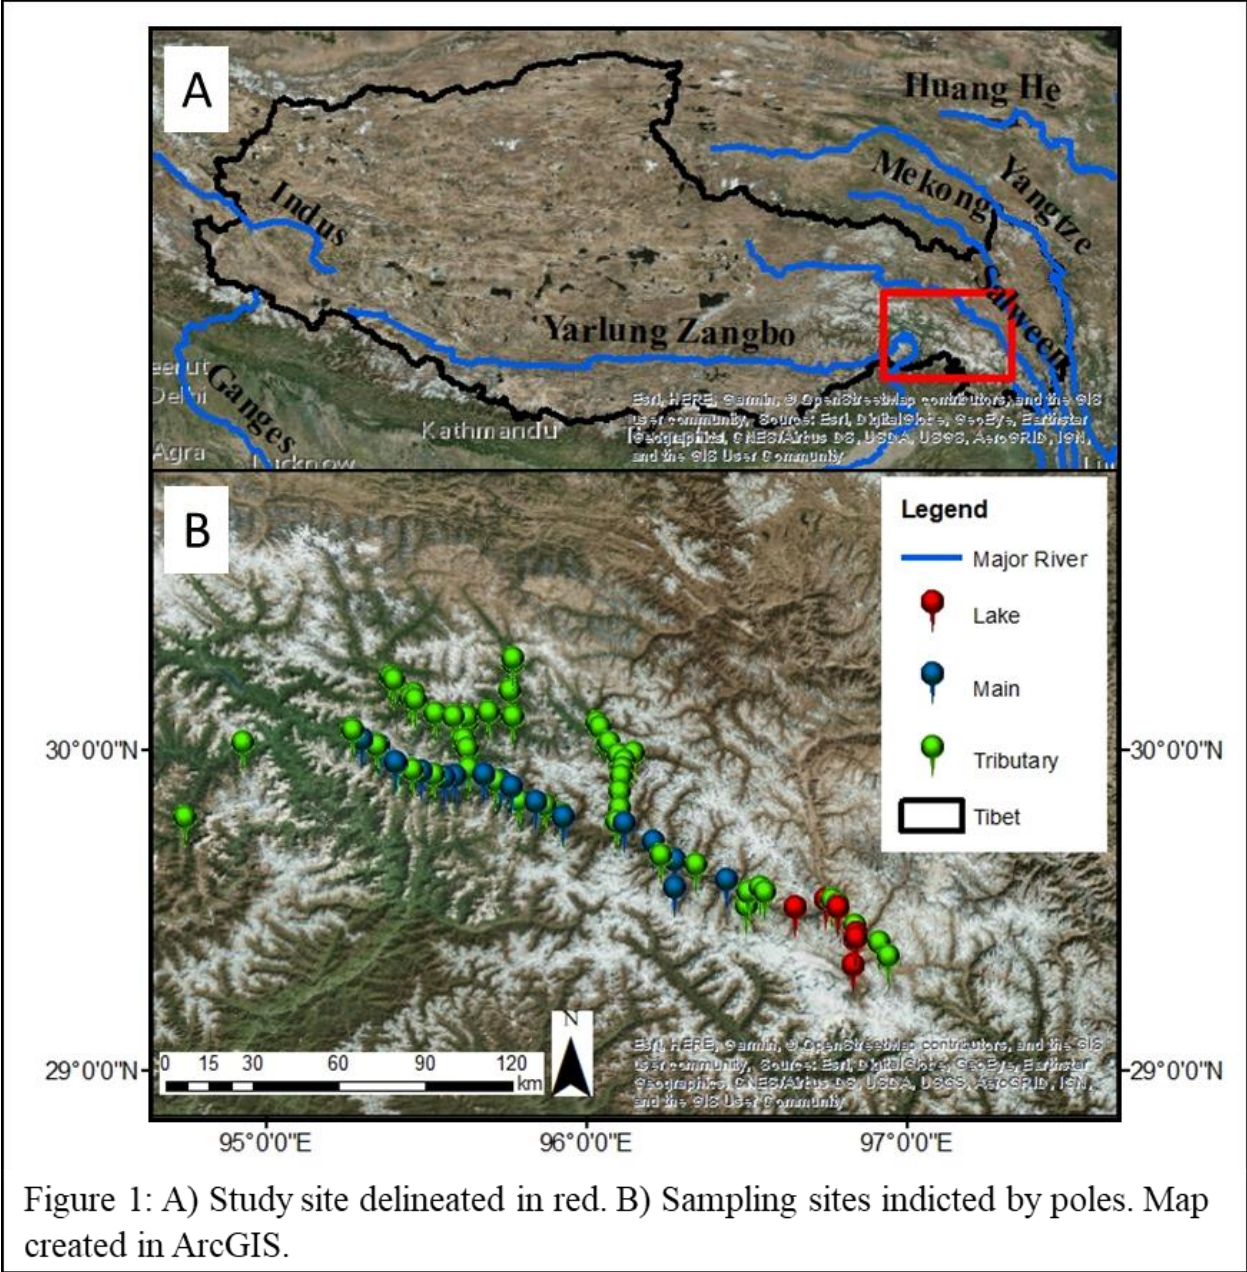 A
Huang He
Mekong
Yangtze
Indus
Salween
Yarlung Zangbo
eerut
Delhi
Ganges
Kathmandu
Agra
Lucknow
Esri, HERE, Garmin, © OpenStreetMap contributors, and the GIS
user community, Source: Esri, DigitalGlobe, GeoEye, Earthstar
Geographics, CNES/Airbus DS, USDA, USGS, AeroGRID, IGN,
and the GIS User Community
B
Legend
Major River
Lake
Main
Tributary
Tibet
30°0'0"N
30°0'0"N
29°0'0"N
29°0'0"N
0 15 30 60 90 120
km
N
Esri, HERE, Garmin, © OpenStreetMap contributors, and the GIS
user community, Source: Esri, DigitalGlobe, GeoEye, Earthstar
Geographics, CNES/Airbus DS, USDA, USGS, AeroGRID, IGN,
and the GIS User Community
95°0'0"E 96°0'0"E 97°0'0"E
Figure 1: A) Study site delineated in red. B) Sampling sites indicted by poles. Map
created in ArcGIS.